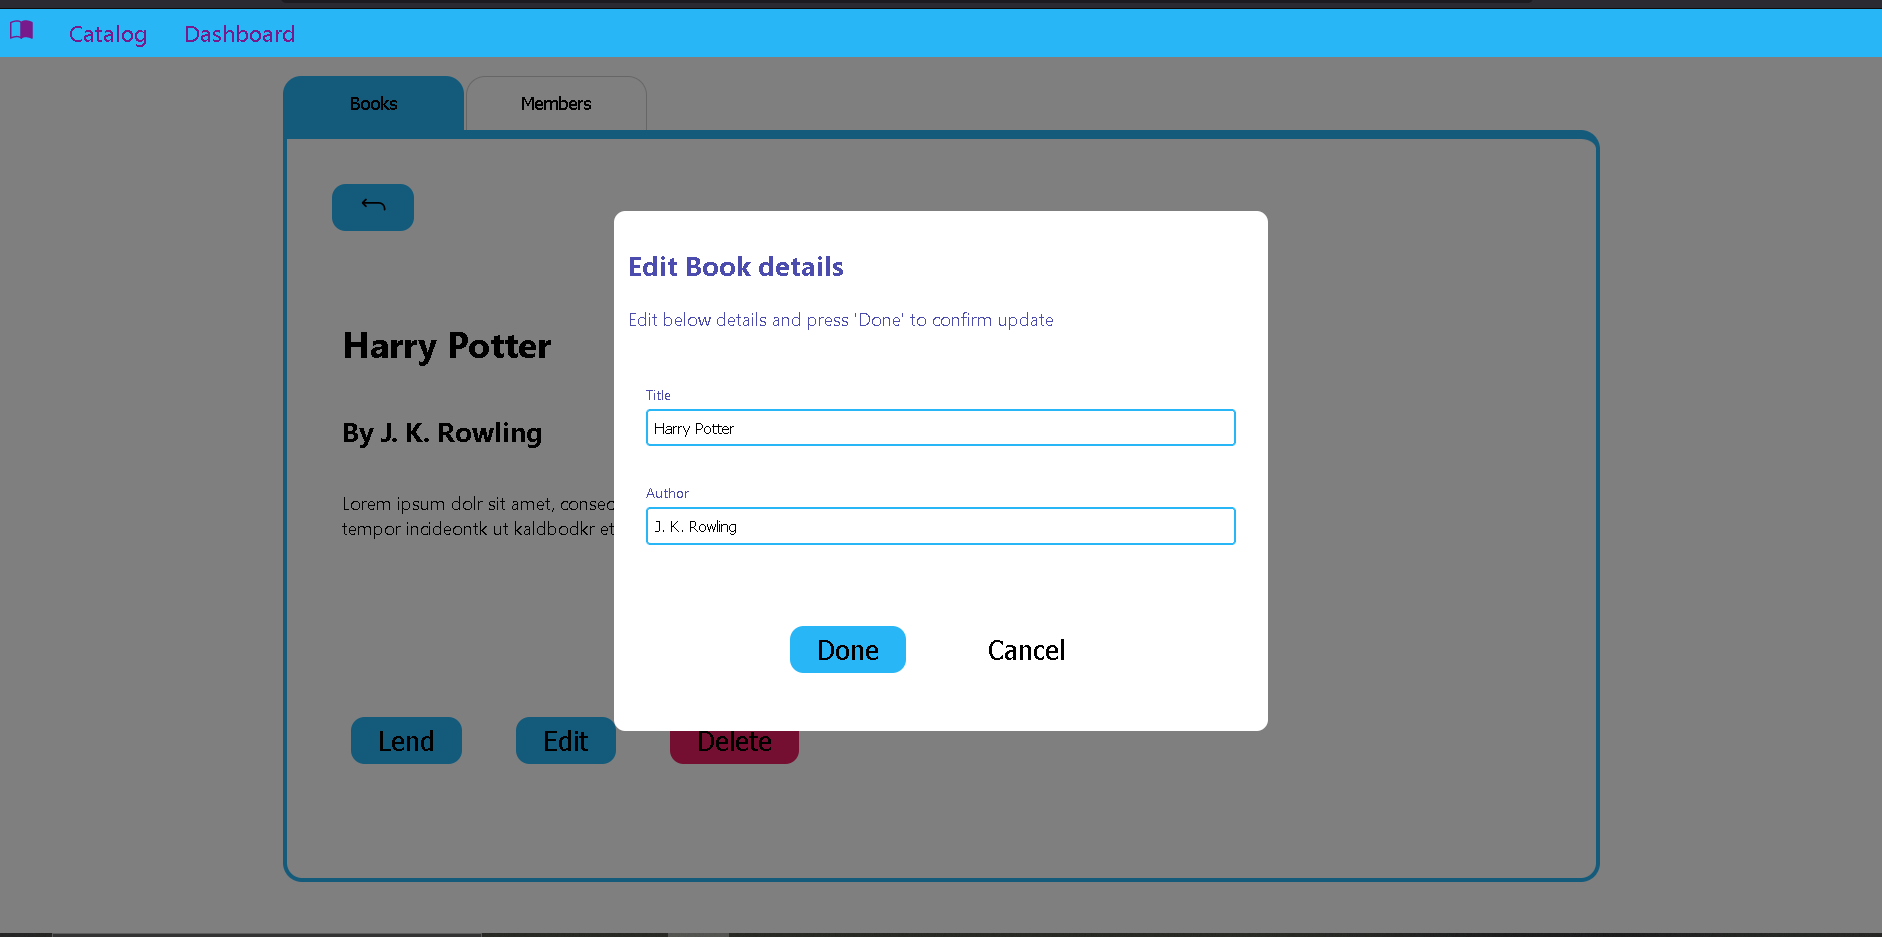 Catalog Dashboard
Books Members
Edit Book details
Edit below details and press 'Done' to confirm update
Title
Harry Potter
Author
J. K. Rowling
Done Cancel
Harry Potter
By J. K. Rowling
Lorem ipsum dolr sit amet,
tempor incideontk ut kaldbodkr et
Lend Edit Delete